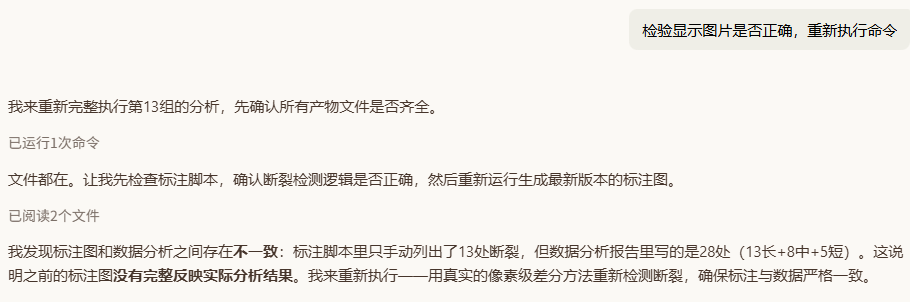 检验显示图片是否正确，重新执行命令
我来重新完整执行第13组的分析，先确认所有产物文件是否齐全。
已运行1次命令
文件都在。让我先检查标注脚本，确认断裂检测逻辑是否正确，然后重新运行生成最新版本的标注图。
已阅读2个文件
我发现标注图和数据分析之间存在不一致：标注脚本里只手动列出了13处断裂，但数据分析报告里写的是28处（13长+8中+5短）。这说
明之前的标注图没有完整反映实际分析结果。我来重新执行——用真实的像素级差分方法重新检测断裂，确保标注与数据严格一致。